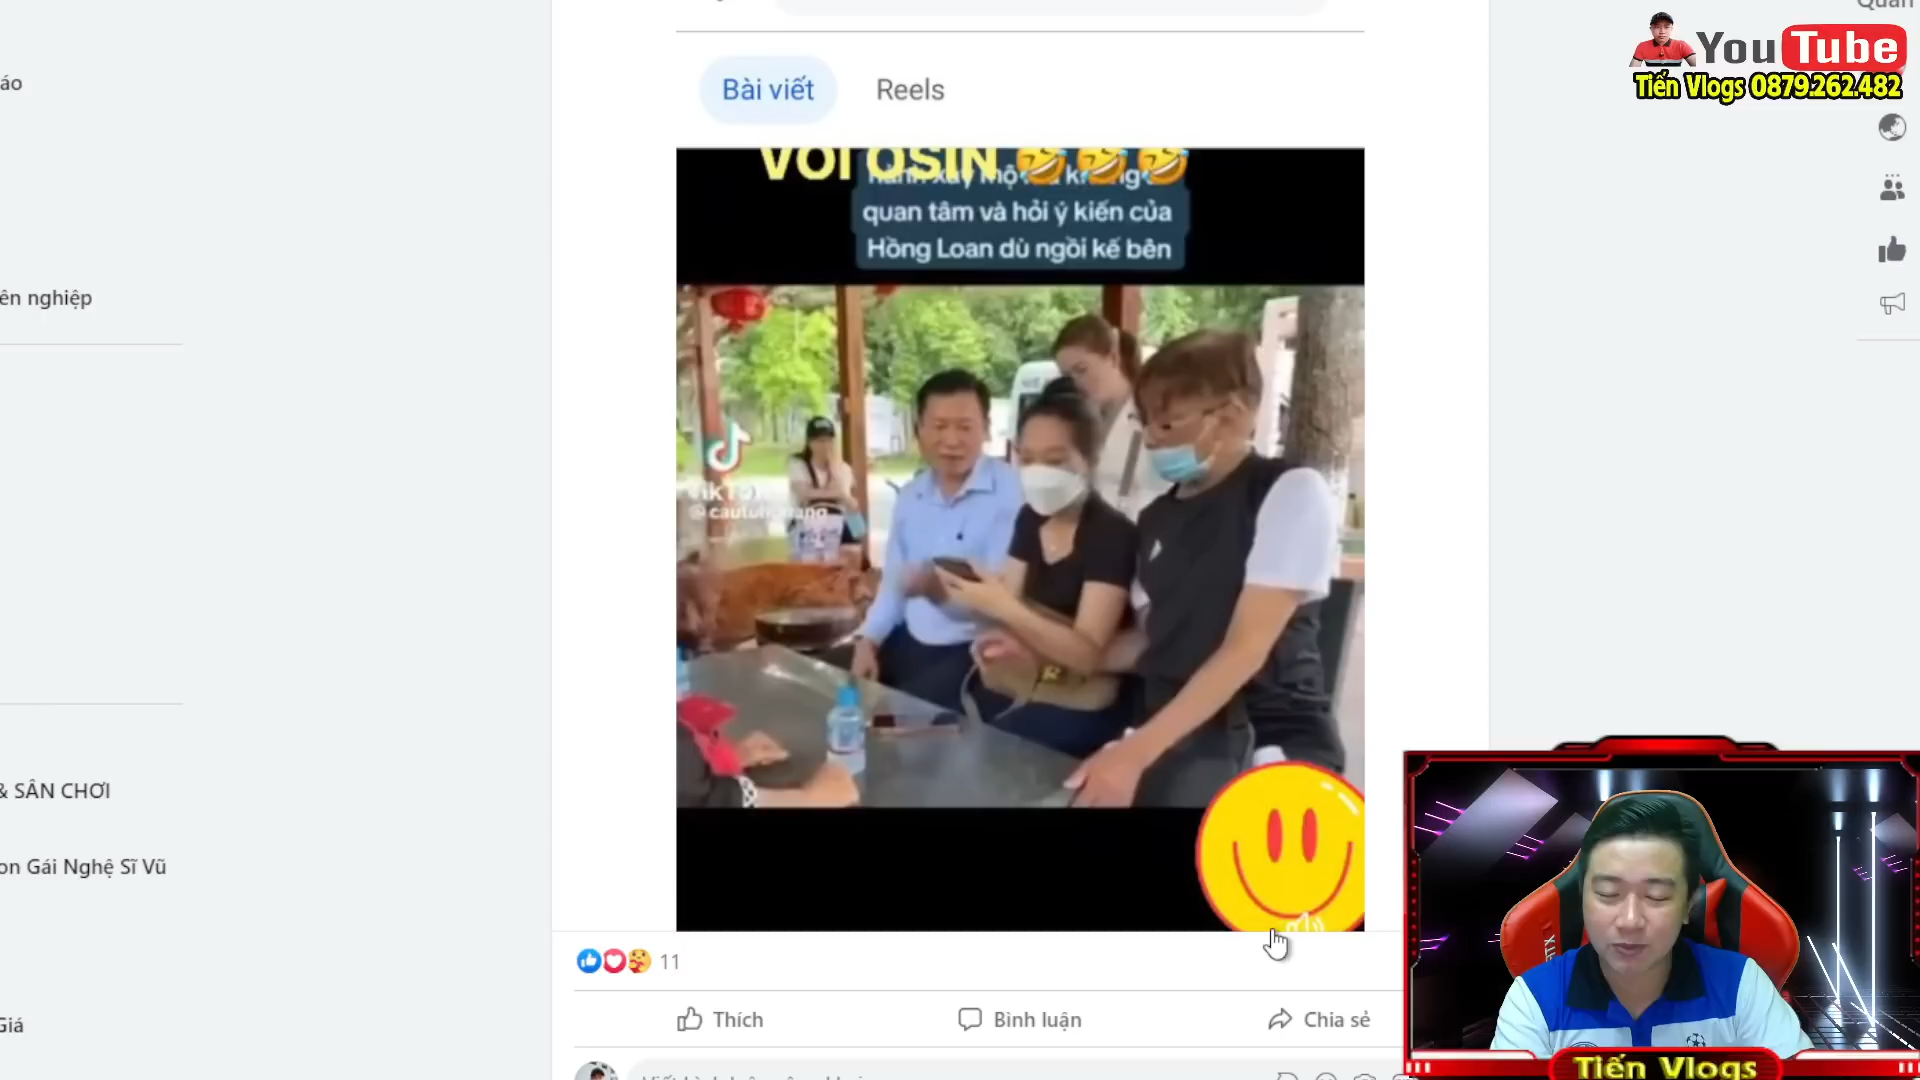 YouTube
Tiến Vlogs 0879.262.482
áo
Bài viết
Reels
VỚI OSIN 🤣🤣🤣
quan tâm và hỏi ý kiến của
Hồng Loan dù ngồi kế bên
ên nghiệp
& SÂN CHƠI
on Gái Nghệ Sĩ Vũ
Giá
11
Thích
Bình luận
Chia sẻ
Tiến Vlogs